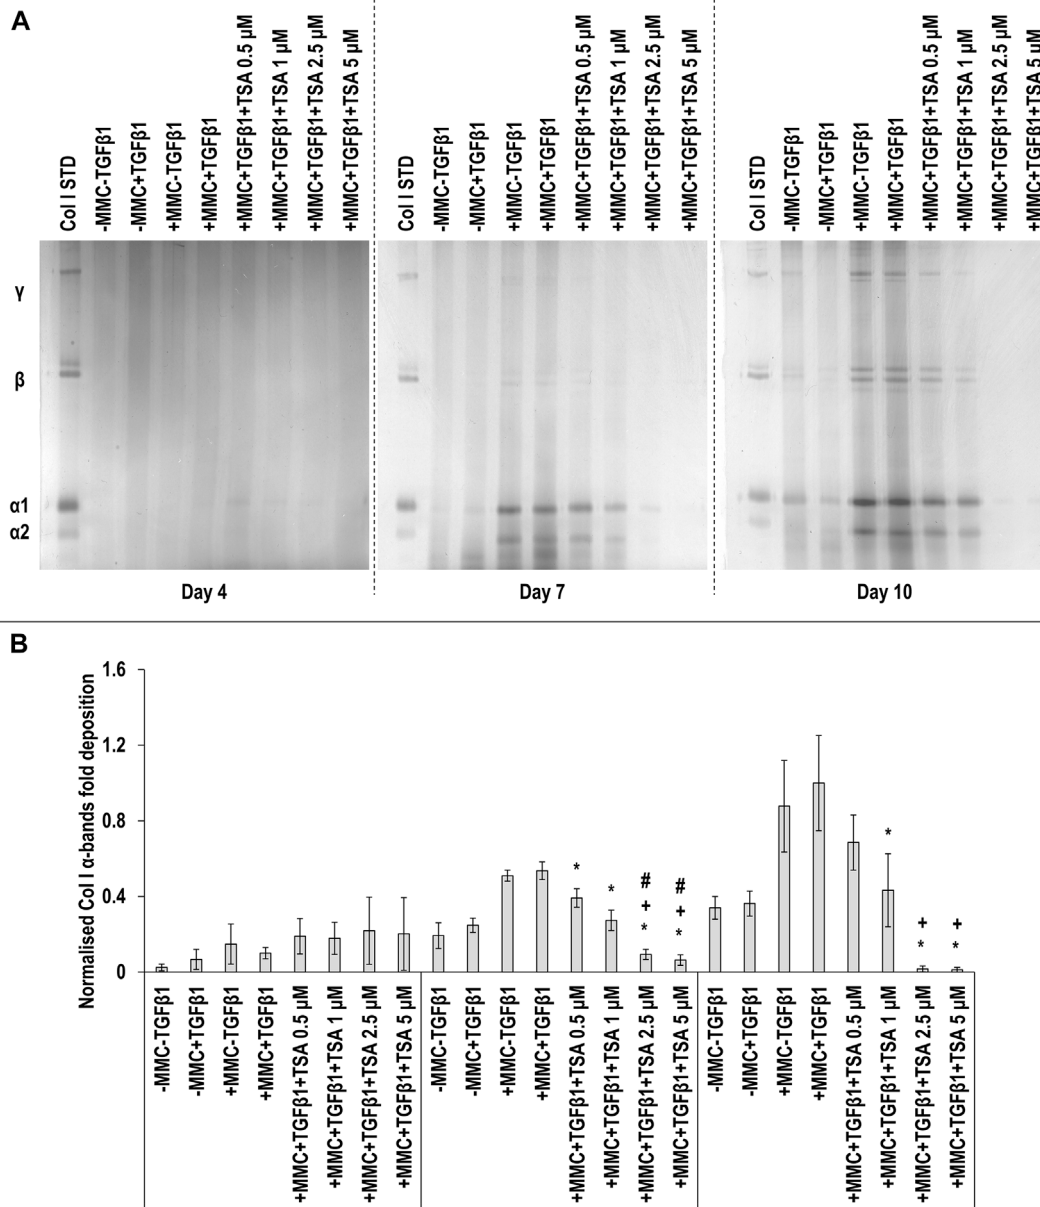 A
Col I STD
-MMC-TGFβ1
-MMC+TGFβ1
+MMC-TGFβ1
+MMC+TGFβ1
+MMC+TGFβ1+TSA 0.5 μM
+MMC+TGFβ1+TSA 1 μM
+MMC+TGFβ1+TSA 2.5 μM
+MMC+TGFβ1+TSA 5 μM
Col I STD
-MMC-TGFβ1
-MMC+TGFβ1
+MMC-TGFβ1
+MMC+TGFβ1
+MMC+TGFβ1+TSA 0.5 μM
+MMC+TGFβ1+TSA 1 μM
+MMC+TGFβ1+TSA 2.5 μM
+MMC+TGFβ1+TSA 5 μM
Col I STD
-MMC-TGFβ1
-MMC+TGFβ1
+MMC-TGFβ1
+MMC+TGFβ1
+MMC+TGFβ1+TSA 0.5 μM
+MMC+TGFβ1+TSA 1 μM
+MMC+TGFβ1+TSA 2.5 μM
+MMC+TGFβ1+TSA 5 μM
γ
β
α1
α2
Day 4
Day 7
Day 10
B
Normalised Col I α-bands fold deposition
1.6
1.2
0.8
0.4
0
*
*
#
+
*
#
+
*
*
+
*
+
*
-MMC-TGFβ1
-MMC+TGFβ1
+MMC-TGFβ1
+MMC+TGFβ1
+MMC+TGFβ1+TSA 0.5 μM
+MMC+TGFβ1+TSA 1 μM
+MMC+TGFβ1+TSA 2.5 μM
+MMC+TGFβ1+TSA 5 μM
-MMC-TGFβ1
-MMC+TGFβ1
+MMC-TGFβ1
+MMC+TGFβ1
+MMC+TGFβ1+TSA 0.5 μM
+MMC+TGFβ1+TSA 1 μM
+MMC+TGFβ1+TSA 2.5 μM
+MMC+TGFβ1+TSA 5 μM
-MMC-TGFβ1
-MMC+TGFβ1
+MMC-TGFβ1
+MMC+TGFβ1
+MMC+TGFβ1+TSA 0.5 μM
+MMC+TGFβ1+TSA 1 μM
+MMC+TGFβ1+TSA 2.5 μM
+MMC+TGFβ1+TSA 5 μM